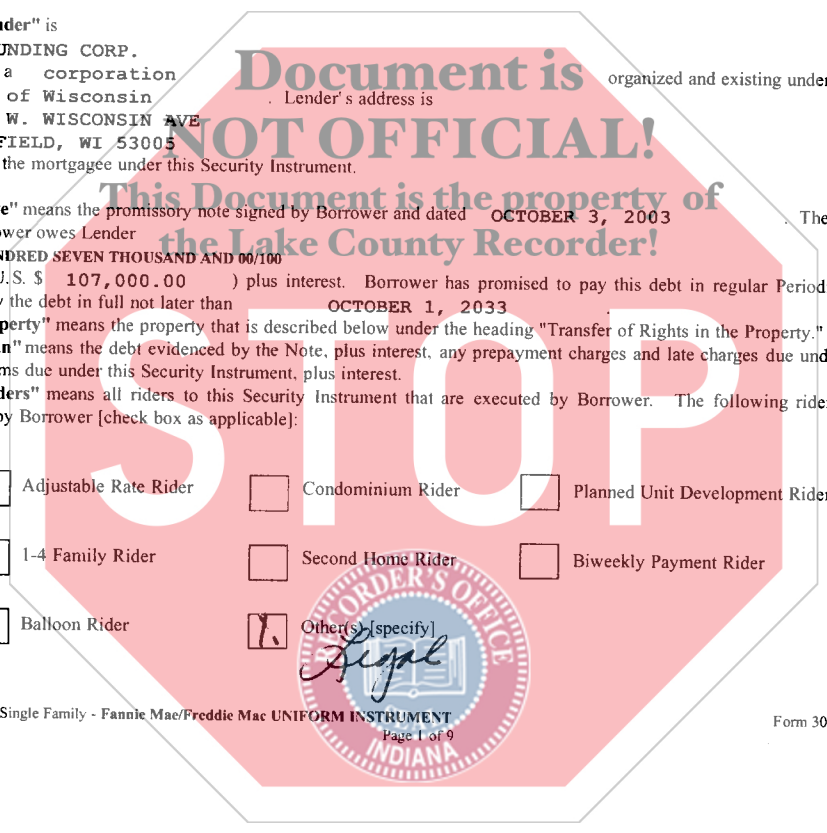 der" is
UNDING CORP.
a corporation organized and existing under
of Wisconsin . Lender's address is
W. WISCONSIN AVE
FIELD, WI 53005
the mortgagee under this Security Instrument.
e" means the promissory note signed by Borrower and dated OCTOBER 3, 2003 . The
wer owes Lender
NDRED SEVEN THOUSAND AND 00/100
U.S. $ 107,000.00 ) plus interest. Borrower has promised to pay this debt in regular Period
the debt in full not later than OCTOBER 1, 2033 .
perty" means the property that is described below under the heading "Transfer of Rights in the Property."
n" means the debt evidenced by the Note, plus interest, any prepayment charges and late charges due und
ms due under this Security Instrument, plus interest.
ders" means all riders to this Security Instrument that are executed by Borrower. The following ride
by Borrower [check box as applicable]:
Adjustable Rate Rider Condominium Rider Planned Unit Development Rider
1-4 Family Rider Second Home Rider Biweekly Payment Rider
Balloon Rider Other(s) [specify]
Legal
Single Family - Fannie Mae/Freddie Mac UNIFORM INSTRUMENT
Page 1 of 9 Form 30
Document is
NOT OFFICIAL!
This Document is the property of
the Lake County Recorder!
STOP
RECORDER'S OFFICE
SEAL
INDIANA